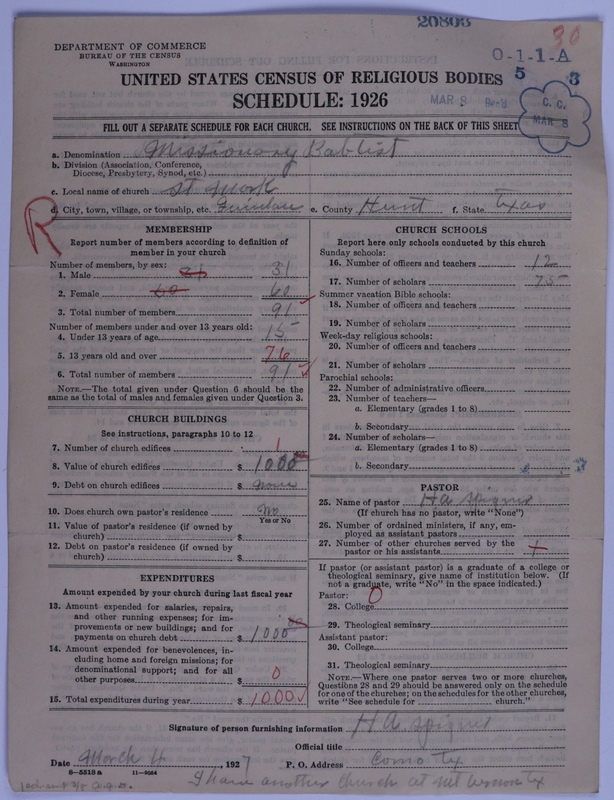 20808
30
DEPARTMENT OF COMMERCE
BUREAU OF THE CENSUS
WASHINGTON
O-1-1-A
5 3
UNITED STATES CENSUS OF RELIGIOUS BODIES
SCHEDULE: 1926
MAR 8 Rec'd
C. C. MAR 8
FILL OUT A SEPARATE SCHEDULE FOR EACH CHURCH. SEE INSTRUCTIONS ON THE BACK OF THIS SHEET
a. Denomination Missionary Babtist
b. Division (Association, Conference, Diocese, Presbytery, Synod, etc.)
c. Local name of church St Mork
d. City, town, village, or township, etc. Quinlan e. County Hunt f. State Texas
R
MEMBERSHIP
Report number of members according to definition of member in your church
Number of members, by sex:
1. Male 31 31
2. Female 60 60
3. Total number of members 91
Number of members under and over 13 years old:
4. Under 13 years of age 15
5. 13 years old and over 76
6. Total number of members 91
NOTE.—The total given under Question 6 should be the same as the total of males and females given under Question 3.
CHURCH BUILDINGS
See instructions, paragraphs 10 to 12
7. Number of church edifices 1
8. Value of church edifices $ 1000
9. Debt on church edifices $ none
10. Does church own pastor's residence No
Yes or No
11. Value of pastor's residence (if owned by church) $
12. Debt on pastor's residence (if owned by church) $
EXPENDITURES
Amount expended by your church during last fiscal year
13. Amount expended for salaries, repairs, and other running expenses; for improvements or new buildings; and for payments on church debt $ 1000
14. Amount expended for benevolences, including home and foreign missions; for denominational support; and for all other purposes $ 0
15. Total expenditures during year $ 1000
CHURCH SCHOOLS
Report here only schools conducted by this church
Sunday schools:
16. Number of officers and teachers 12
17. Number of scholars 75
Summer vacation Bible schools:
18. Number of officers and teachers
19. Number of scholars
Week-day religious schools:
20. Number of officers and teachers
21. Number of scholars
Parochial schools:
22. Number of administrative officers
23. Number of teachers—
a. Elementary (grades 1 to 8)
b. Secondary
24. Number of scholars—
a. Elementary (grades 1 to 8)
b. Secondary
PASTOR
25. Name of pastor H A Spigner
(If church has no pastor, write "None")
26. Number of ordained ministers, if any, employed as assistant pastors
27. Number of other churches served by the pastor or his assistants 1
If pastor (or assistant pastor) is a graduate of a college or theological seminary, give name of institution below. (If not a graduate, write "No" in the space indicated.)
Pastor: 0
28. College
29. Theological seminary
Assistant pastor:
30. College
31. Theological seminary
NOTE.—Where one pastor serves two or more churches, Questions 28 and 29 should be answered only on the schedule for one of the churches; on the schedules for the other churches, write "See schedule for church."
Signature of person furnishing information H A Spigner
Official title
Date March 4, 1927 P. O. Address Como Tx
8—5518a 11—9084
I have another church at Mt Vernon Tx